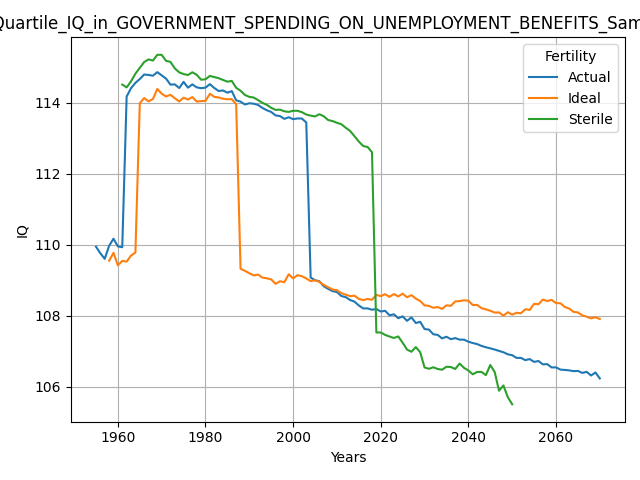 Quartile_IQ_in_GOVERNMENT_SPENDING_ON_UNEMPLOYMENT_BENEFITS_Sam
Fertility
Actual
Ideal
Sterile
114
112
110
108
106
IQ
1960
1980
2000
2020
2040
2060
Years